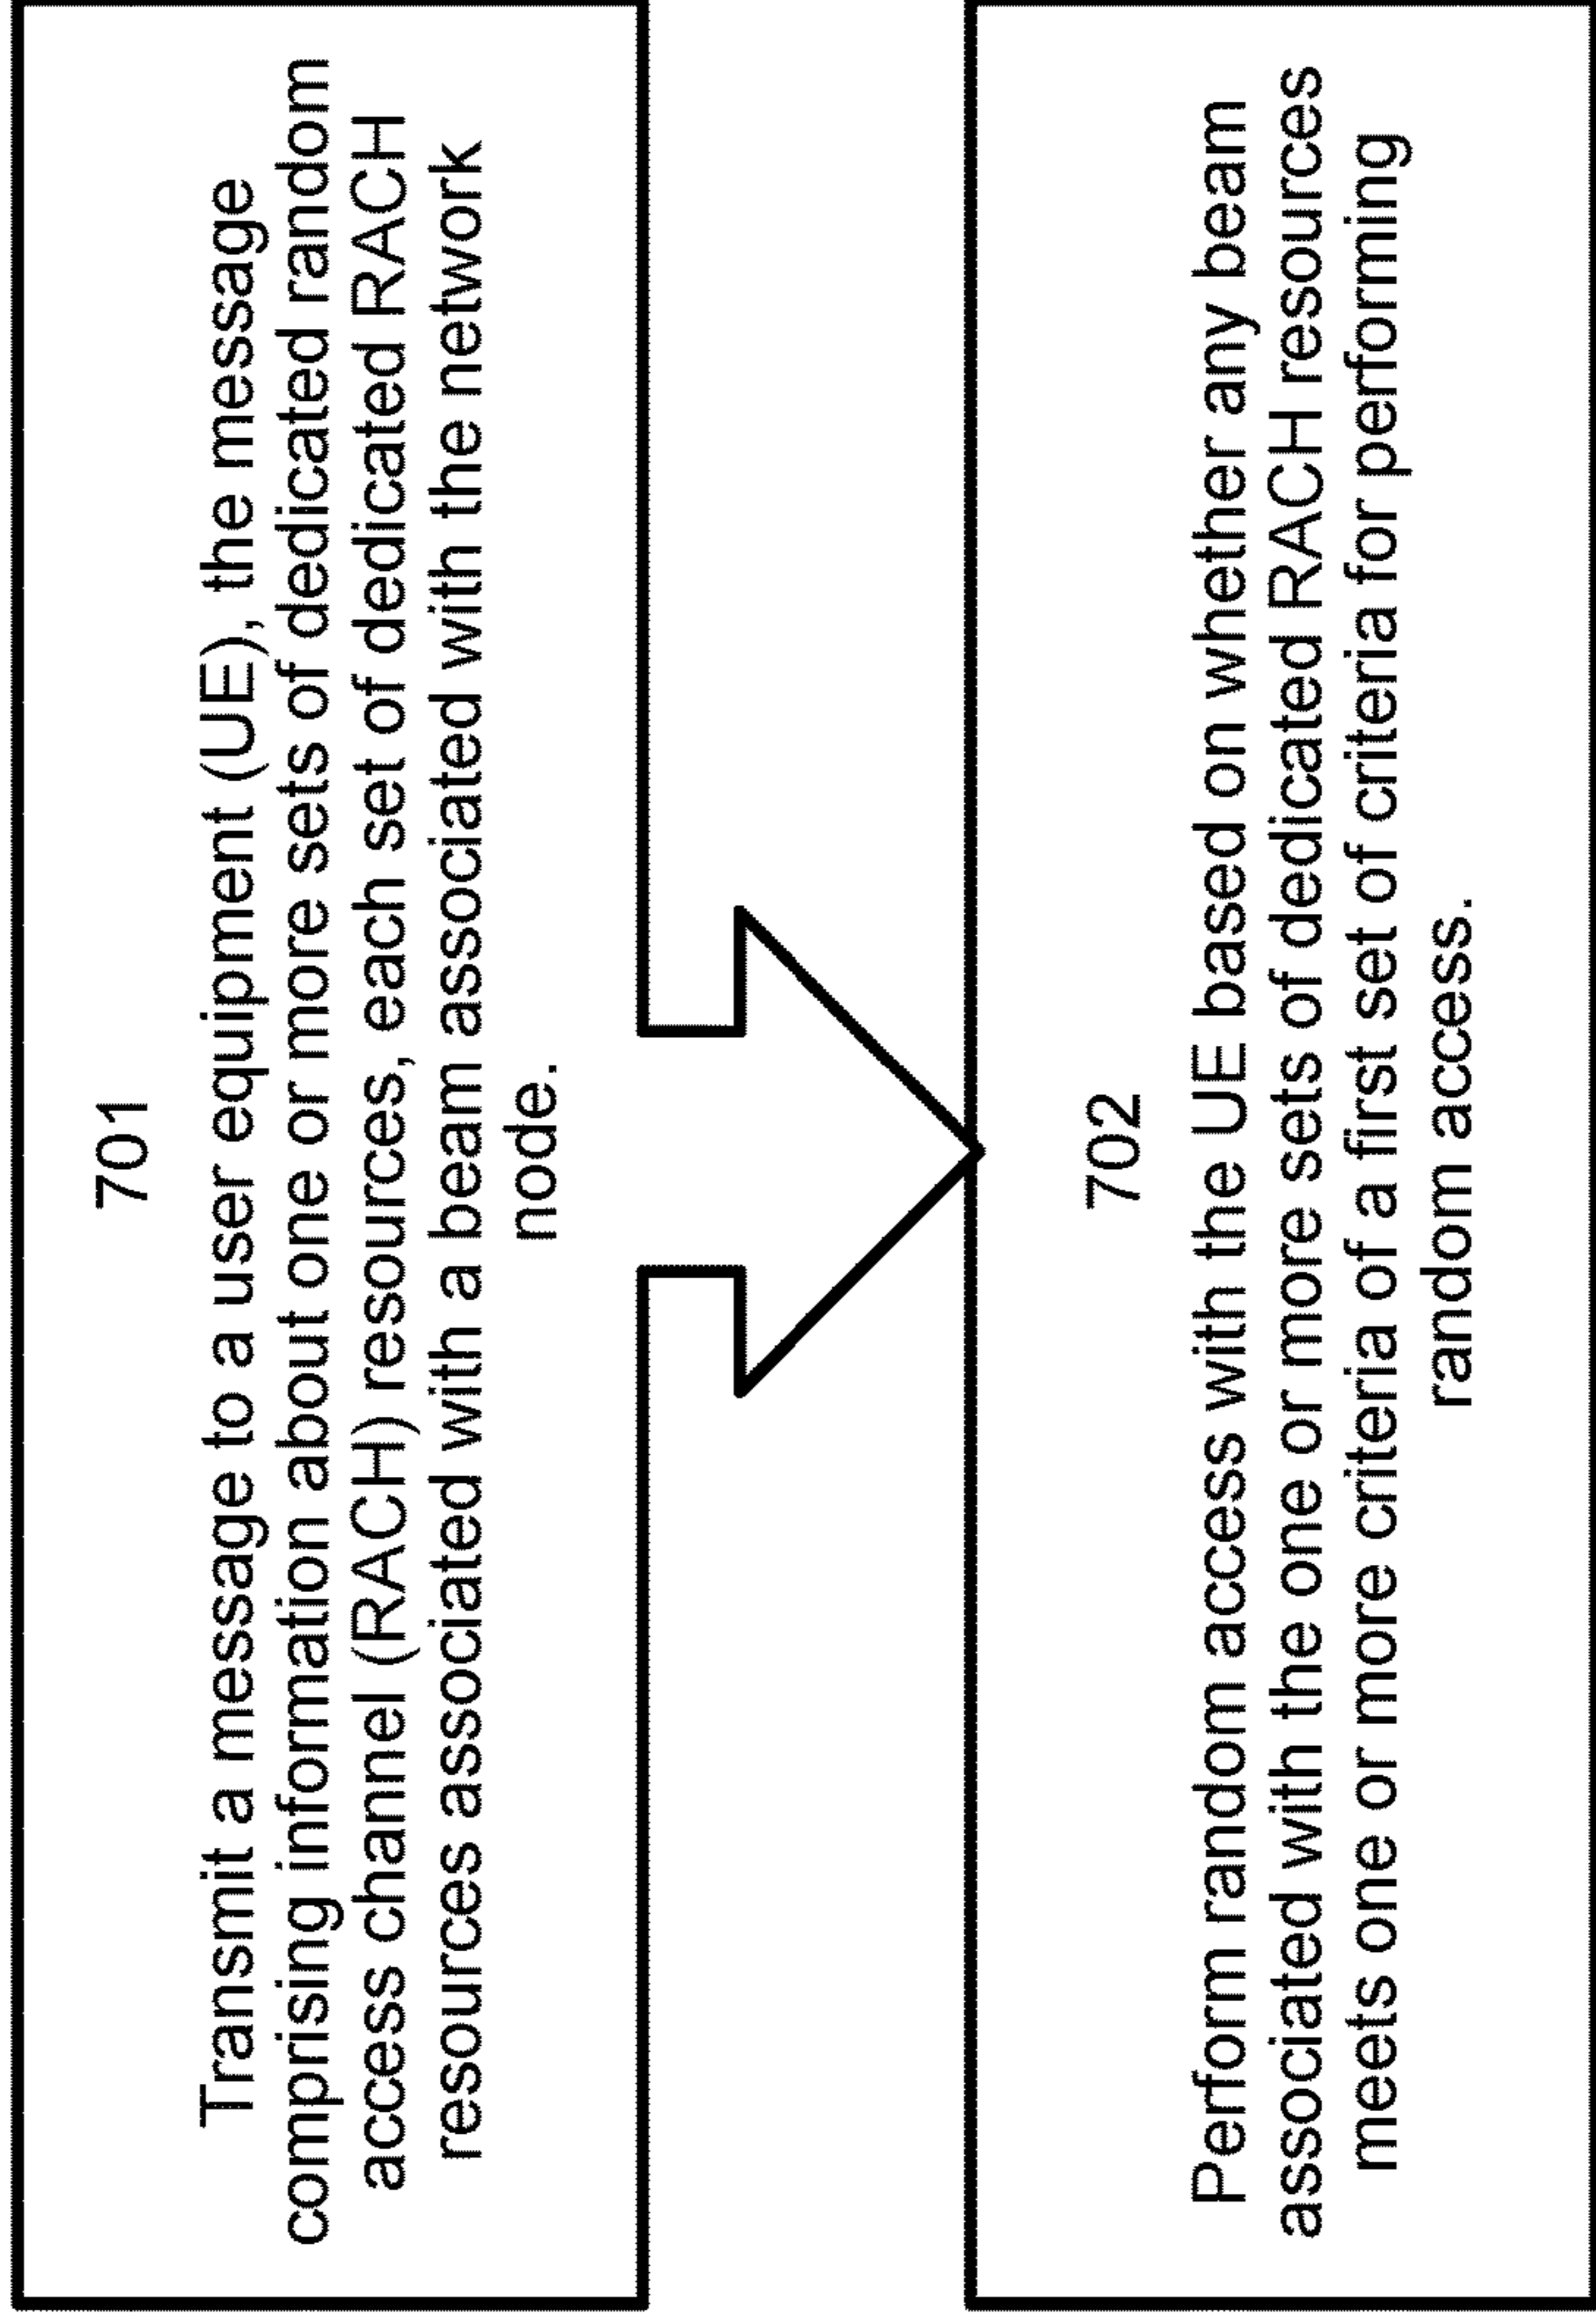 701
Transmit a message to a user equipment (UE), the message
comprising information about one or more sets of dedicated random
access channel (RACH) resources, each set of dedicated RACH
resources associated with a beam associated with the network
node.
702
Perform random access with the UE based on whether any beam
associated with the one or more sets of dedicated RACH resources
meets one or more criteria of a first set of criteria for performing
random access.